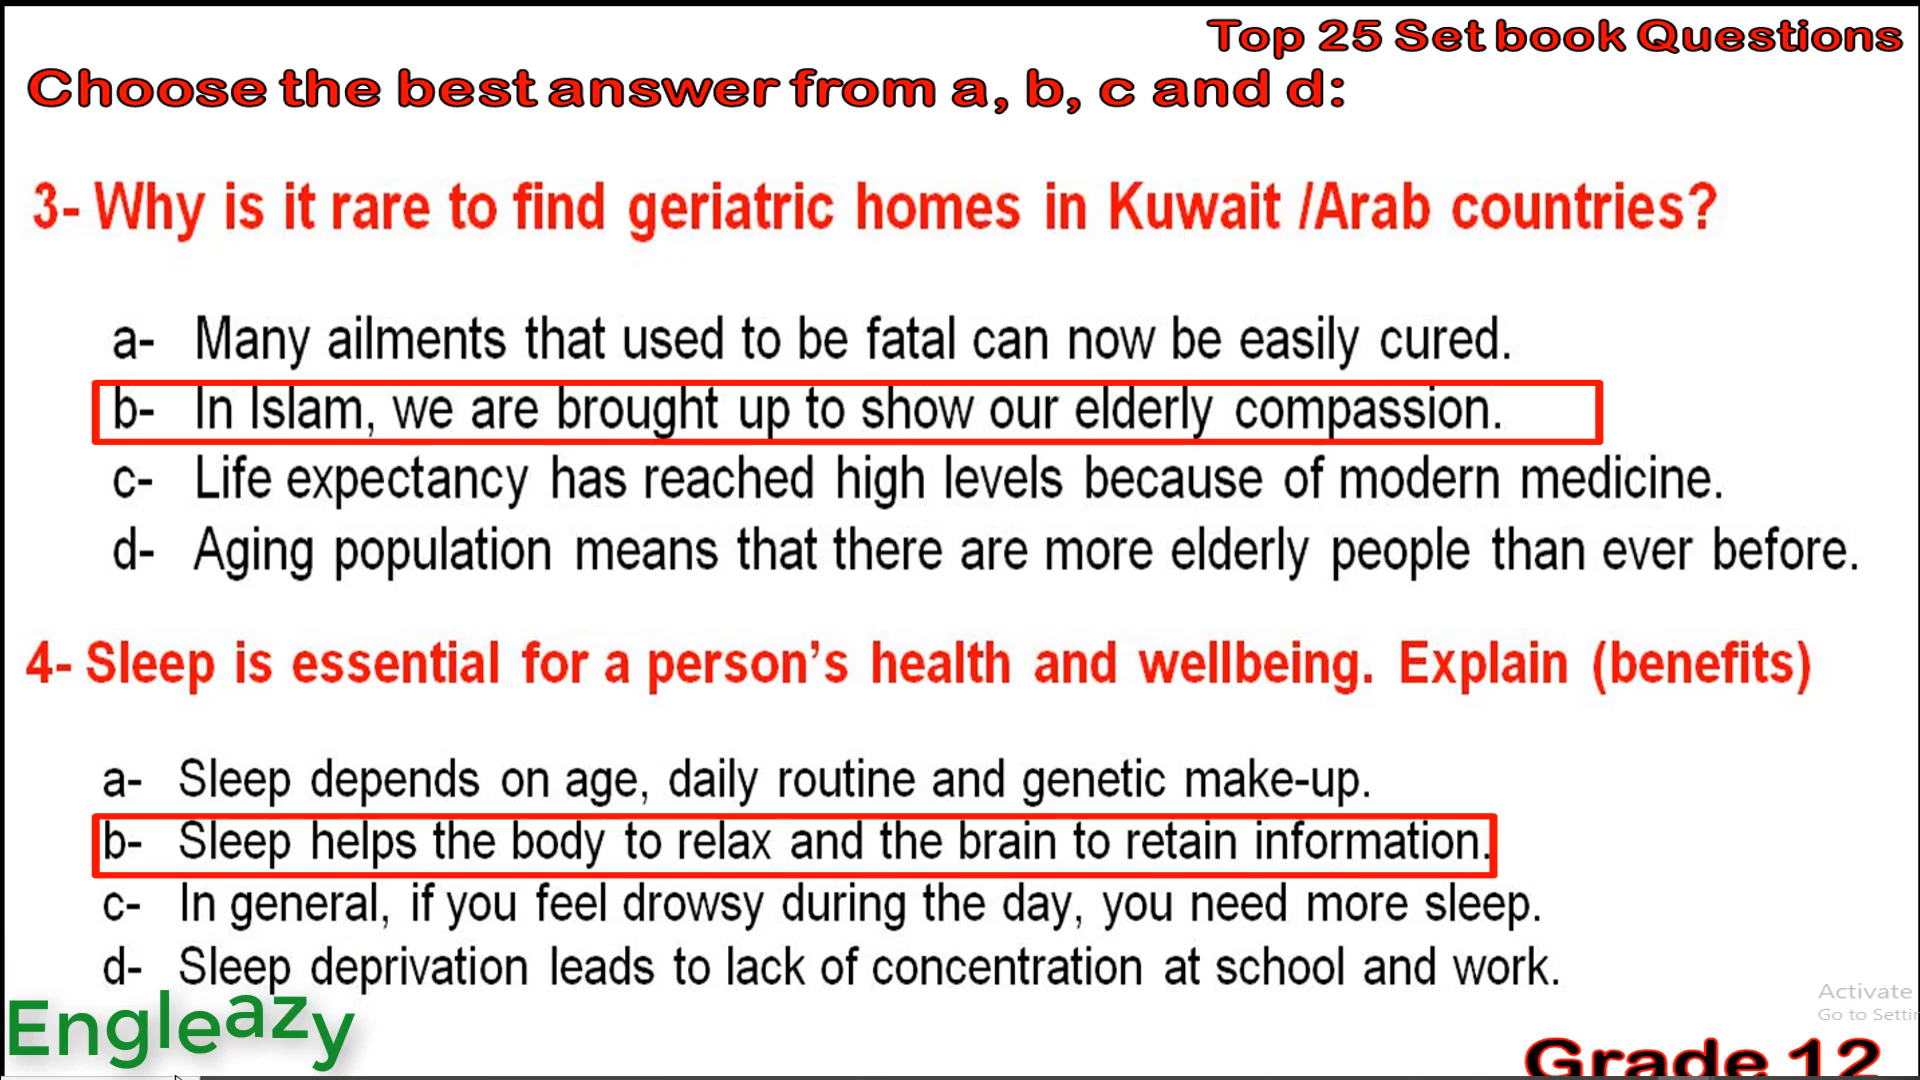 Top 25 Set book Questions
Choose the best answer from a, b, c and d:
3- Why is it rare to find geriatric homes in Kuwait /Arab countries?
a- Many ailments that used to be fatal can now be easily cured.
b- In Islam, we are brought up to show our elderly compassion.
c- Life expectancy has reached high levels because of modern medicine.
d- Aging population means that there are more elderly people than ever before.
4- Sleep is essential for a person's health and wellbeing. Explain (benefits)
a- Sleep depends on age, daily routine and genetic make-up.
b- Sleep helps the body to relax and the brain to retain information.
c- In general, if you feel drowsy during the day, you need more sleep.
d- Sleep deprivation leads to lack of concentration at school and work.
Activate
Go to Settin
Engleazy
Grade 12